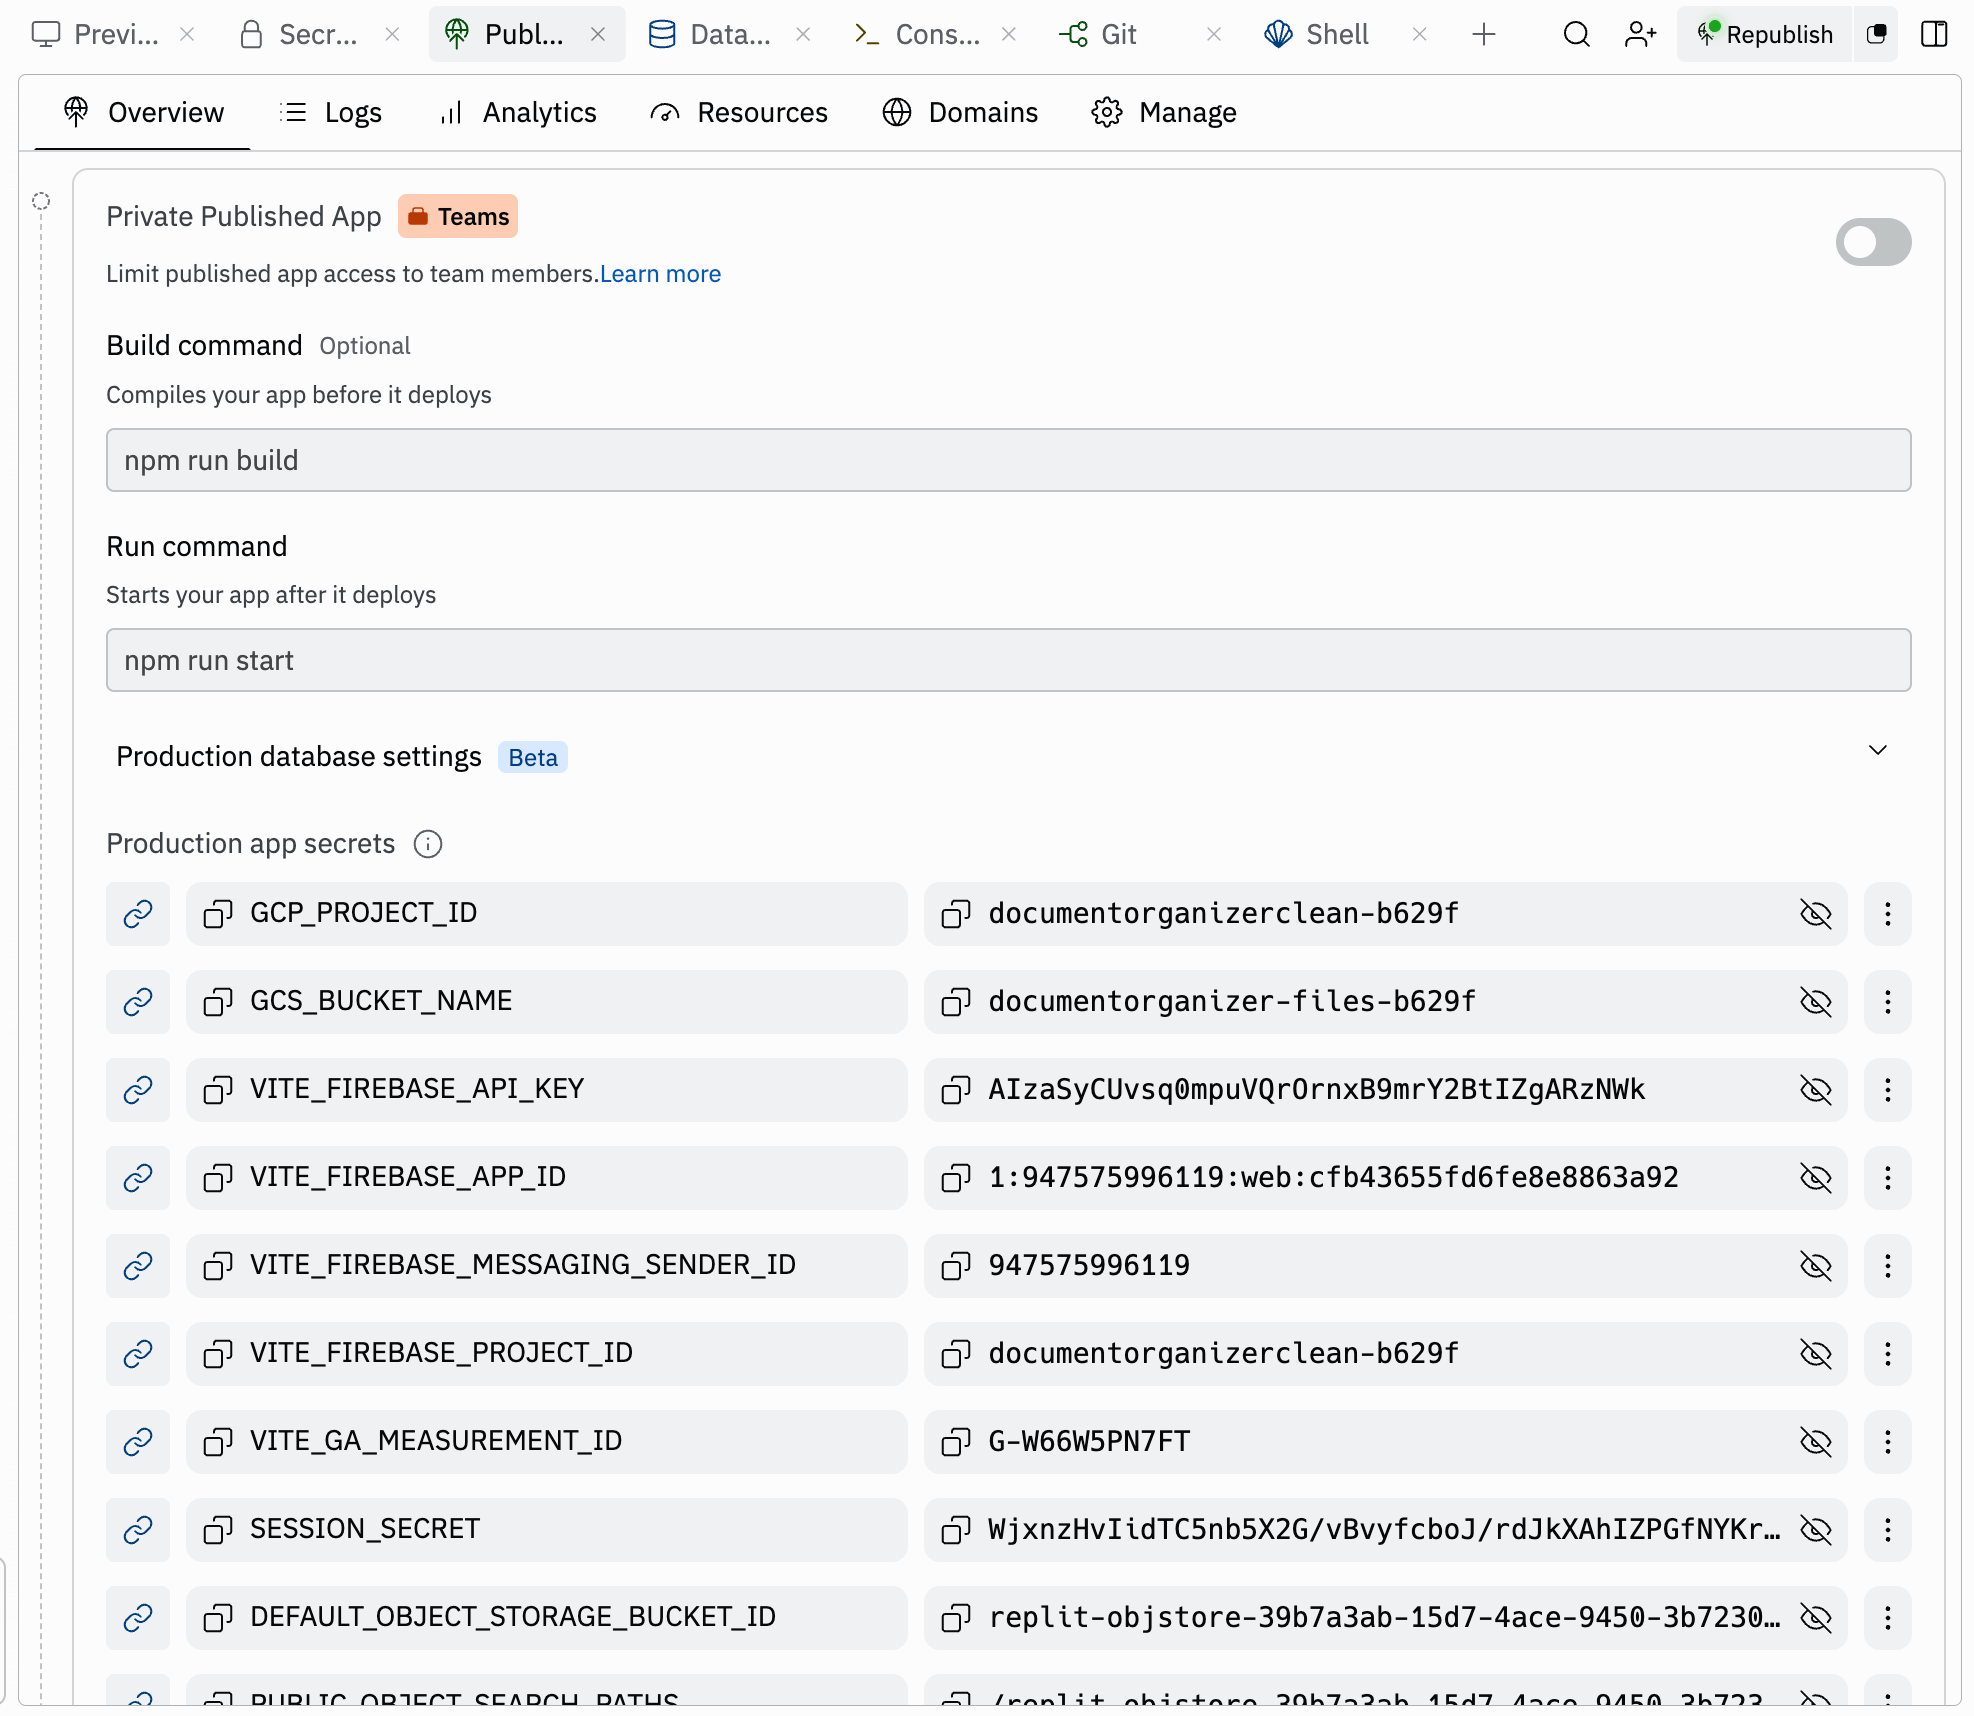 Previ...
Secr...
Publ...
Data...
Cons...
Git
Shell
Republish
Overview
Logs
Analytics
Resources
Domains
Manage
Private Published App
Teams
Limit published app access to team members.Learn more
Build command Optional
Compiles your app before it deploys
npm run build
Run command
Starts your app after it deploys
npm run start
Production database settings Beta
Production app secrets
GCP_PROJECT_ID documentorganizerclean-b629f
GCS_BUCKET_NAME documentorganizer-files-b629f
VITE_FIREBASE_API_KEY AIzaSyCUvsq0mpuVQrOrnxB9mrY2BtIZgARzNWk
VITE_FIREBASE_APP_ID 1:947575996119:web:cfb43655fd6fe8e8863a92
VITE_FIREBASE_MESSAGING_SENDER_ID 947575996119
VITE_FIREBASE_PROJECT_ID documentorganizerclean-b629f
VITE_GA_MEASUREMENT_ID G-W66W5PN7FT
SESSION_SECRET WjxnzHvIidTC5nb5X2G/vBvyfcboJ/rdJkXAhIZPGfNYKr...
DEFAULT_OBJECT_STORAGE_BUCKET_ID replit-objstore-39b7a3ab-15d7-4ace-9450-3b7230...
PUBLIC_OBJECT_SEARCH_PATHS /replit-objstore-39b7a3ab-15d7-4ace-9450-3b723...